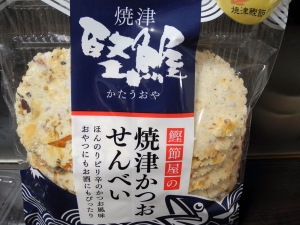 焼津
堅魚屋
かたうおや
焼津鰹節
鰹節屋の
焼津かつお
せんべい
ほんのりピリ辛のかつお風味
おやつにもお酒にもぴったり